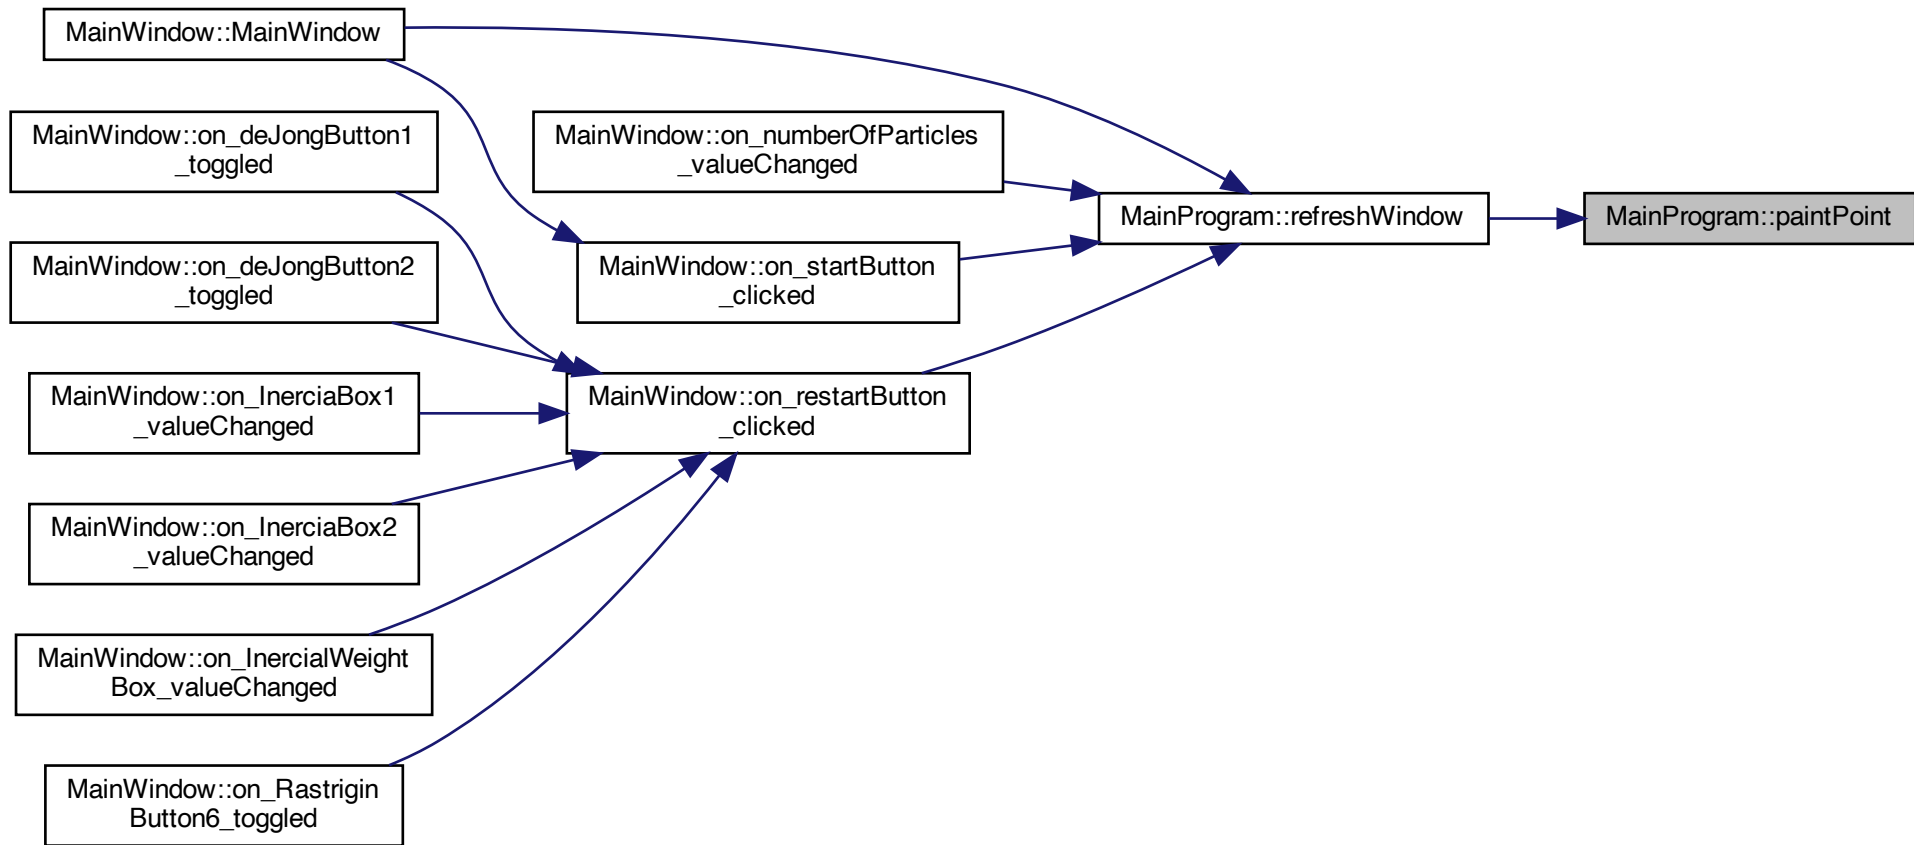 MainWindow::MainWindow
MainWindow::on_deJongButton1
_toggled
MainWindow::on_deJongButton2
_toggled
MainWindow::on_InerciaBox1
_valueChanged
MainWindow::on_InerciaBox2
_valueChanged
MainWindow::on_InercialWeight
Box_valueChanged
MainWindow::on_Rastrigin
Button6_toggled
MainWindow::on_numberOfParticles
_valueChanged
MainWindow::on_startButton
_clicked
MainWindow::on_restartButton
_clicked
MainProgram::refreshWindow
MainProgram::paintPoint